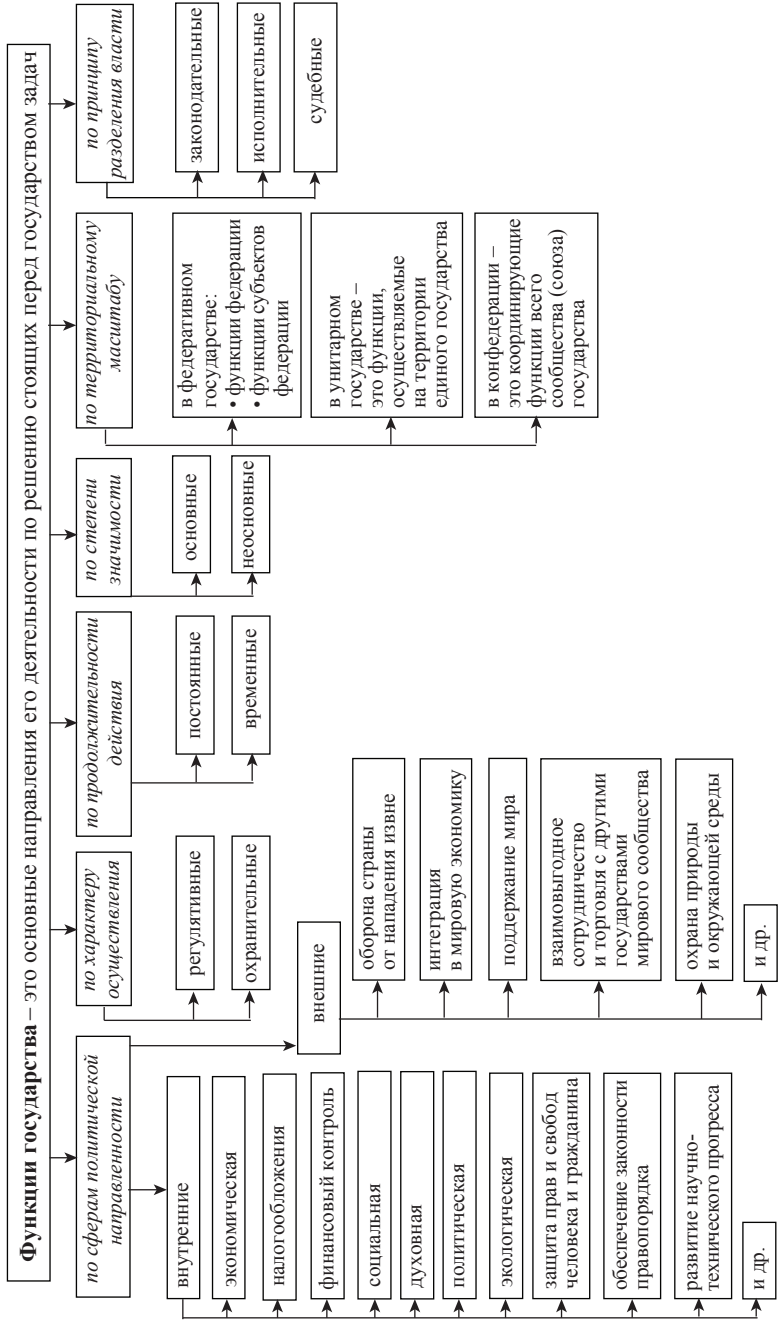 Функции государства – это основные направления его деятельности по решению стоящих перед государством задач
по сферам политической
направленности
внутренние
экономическая
налогообложения
финансовый контроль
социальная
духовная
политическая
экологическая
защита прав и свобод
человека и гражданина
обеспечение законности
правопорядка
развитие научно-
технического прогресса
и др.
внешние
оборона страны
от нападения извне
интеграция
в мировую экономику
поддержание мира
взаимовыгодное
сотрудничество
и торговля с другими
государствами
мирового сообщества
охрана природы
и окружающей среды
и др.
по характеру
осуществления
регулятивные
охранительные
по продолжительности
действия
постоянные
временные
по степени
значимости
основные
неосновные
по территориальному
масштабу
в федеративном
государстве:
• функции федерации
• функции субъектов
федерации
в унитарном
государстве –
это функции,
осуществляемые
на территории
единого государства
в конфедерации –
это координирующие
функции всего
сообщества (союза)
государства
по принципу
разделения власти
законодательные
исполнительные
судебные